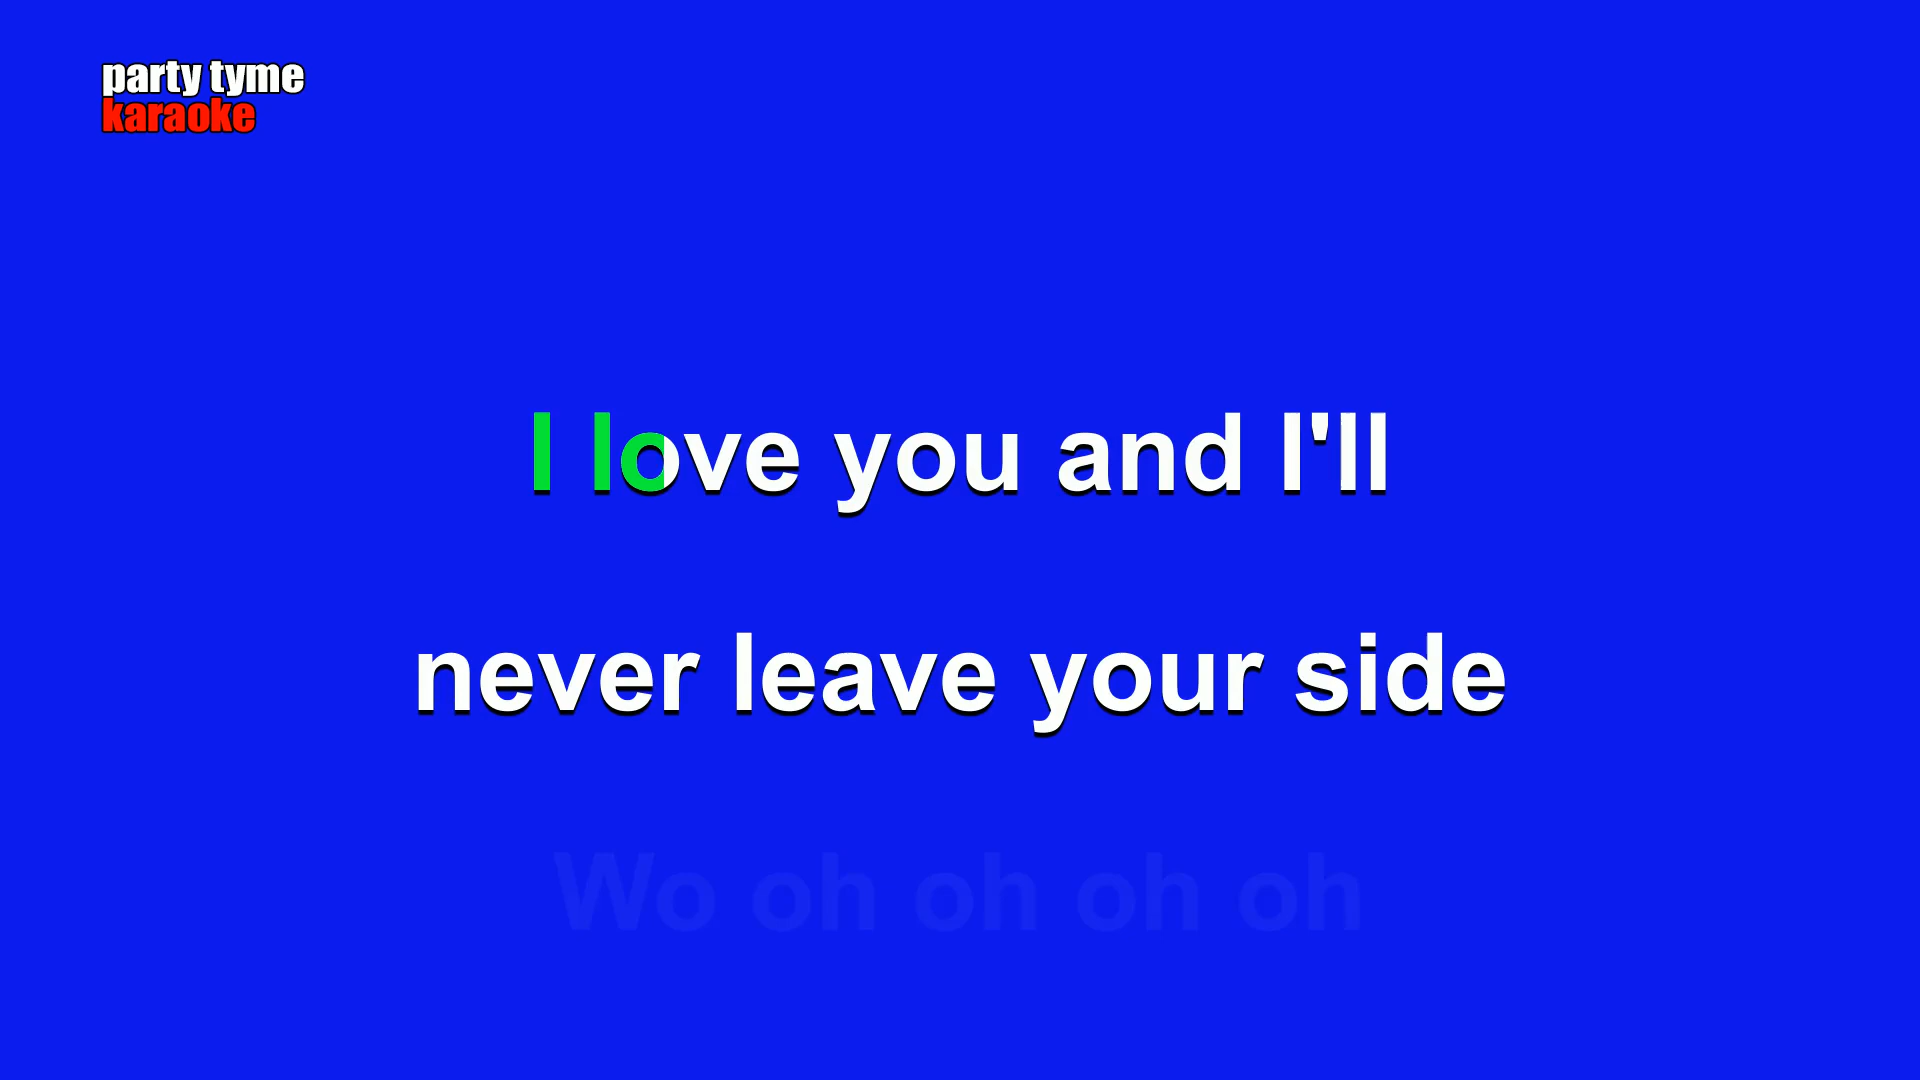 party tyme
karaoke
I love you and I'll
never leave your side
Wo oh oh oh oh